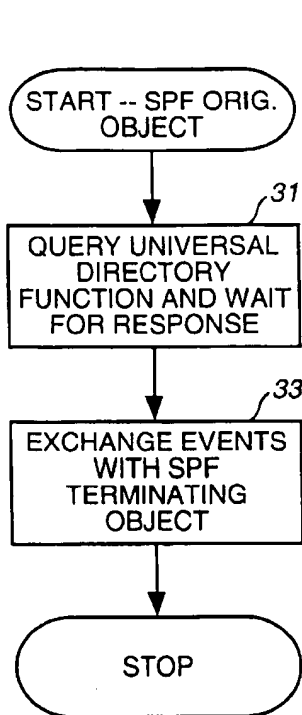 START -- SPF ORIG.
OBJECT
31
QUERY UNIVERSAL
DIRECTORY
FUNCTION AND WAIT
FOR RESPONSE
33
EXCHANGE EVENTS
WITH SPF
TERMINATING
OBJECT
STOP